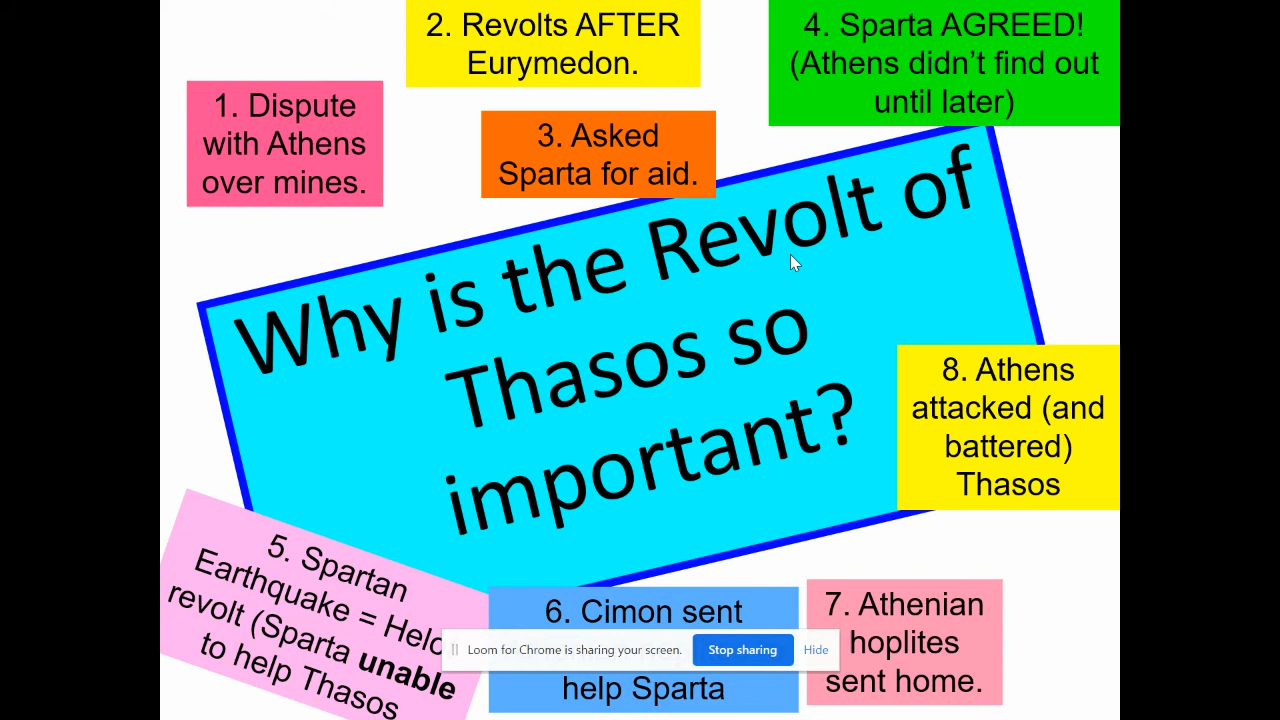 2. Revolts AFTER
Eurymedon.
4. Sparta AGREED!
(Athens didn't find out
until later)
1. Dispute
with Athens
over mines.
3. Asked
Sparta for aid.
Why is the Revolt of
Thasos so
important?
8. Athens
attacked (and
battered)
Thasos
5. Spartan
Earthquake =
revolt (Sparta unable
to help Thasos
6. Cimon sent
help Sparta
7. Athenian
hoplites
sent home.
Loom for Chrome is sharing your screen.
Stop sharing
Hide